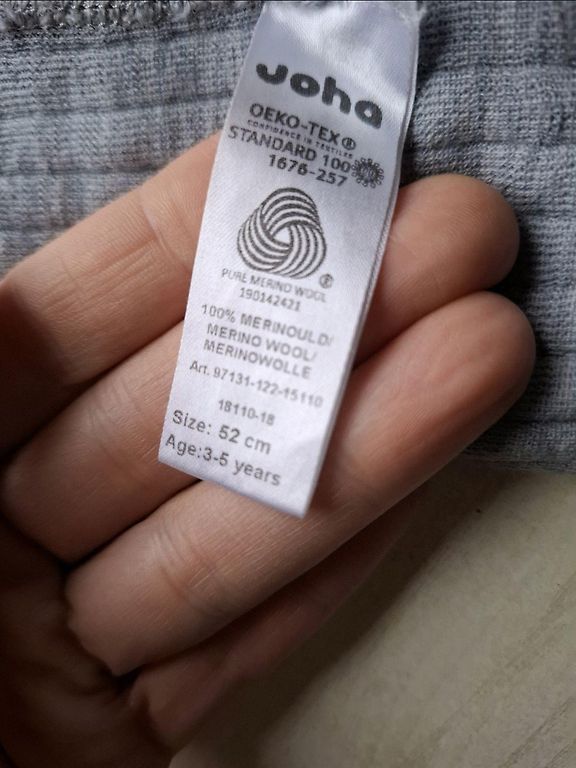 Joha
OEKO-TEX®
CONFIDENCE IN TEXTILES
STANDARD 100
1676-257
PURE MERINO WOOL
®
190142421
100% MERINOULD/
MERINO WOOL/
MERINOWOLLE
Art. 97131-122-15110
18110-18
Size: 52 cm
Age:3-5 years